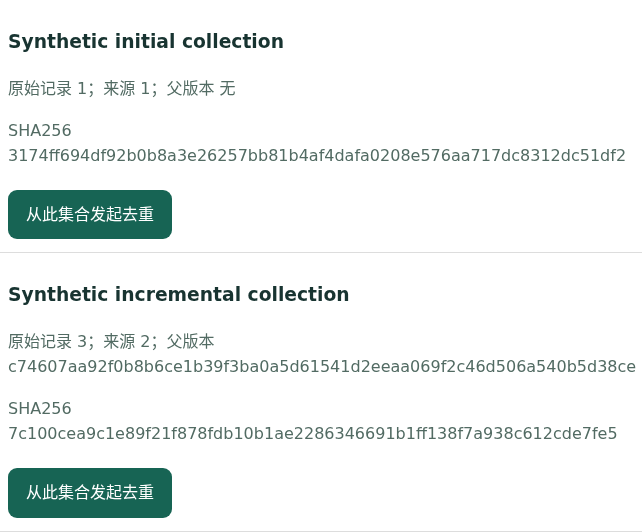 Synthetic initial collection
原始记录 1；来源 1；父版本 无
SHA256
3174ff694df92b0b8a3e26257bb81b4af4dafa0208e576aa717dc8312dc51df2
从此集合发起去重
Synthetic incremental collection
原始记录 3；来源 2；父版本
c74607aa92f0b8b6ce1b39f3ba0a5d61541d2eeaa069f2c46d506a540b5d38ce
SHA256
7c100cea9c1e89f21f878fdb10b1ae2286346691b1ff138f7a938c612cde7fe5
从此集合发起去重